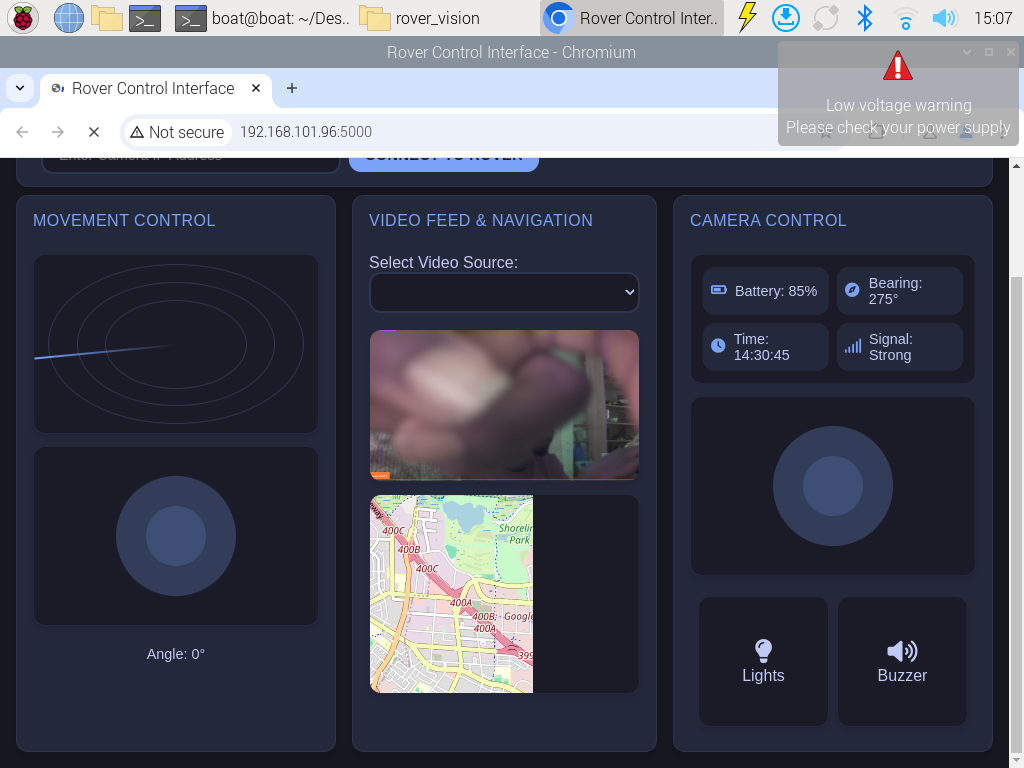 boat@boat: ~/Des..
rover_vision
Rover Control Inter..
15:07
Rover Control Interface - Chromium
Rover Control Interface
Low voltage warning
Please check your power supply
Not secure
192.168.101.96:5000
Enter Camera IP Address
CONNECT TO ROVER
MOVEMENT CONTROL
Angle: 0°
VIDEO FEED & NAVIGATION
Select Video Source:
400C
400B
400C
400A
400B; - Google
400A
399
Shorelin
Park
CAMERA CONTROL
Battery: 85%
Bearing:
275°
Time:
14:30:45
Signal:
Strong
Lights
Buzzer